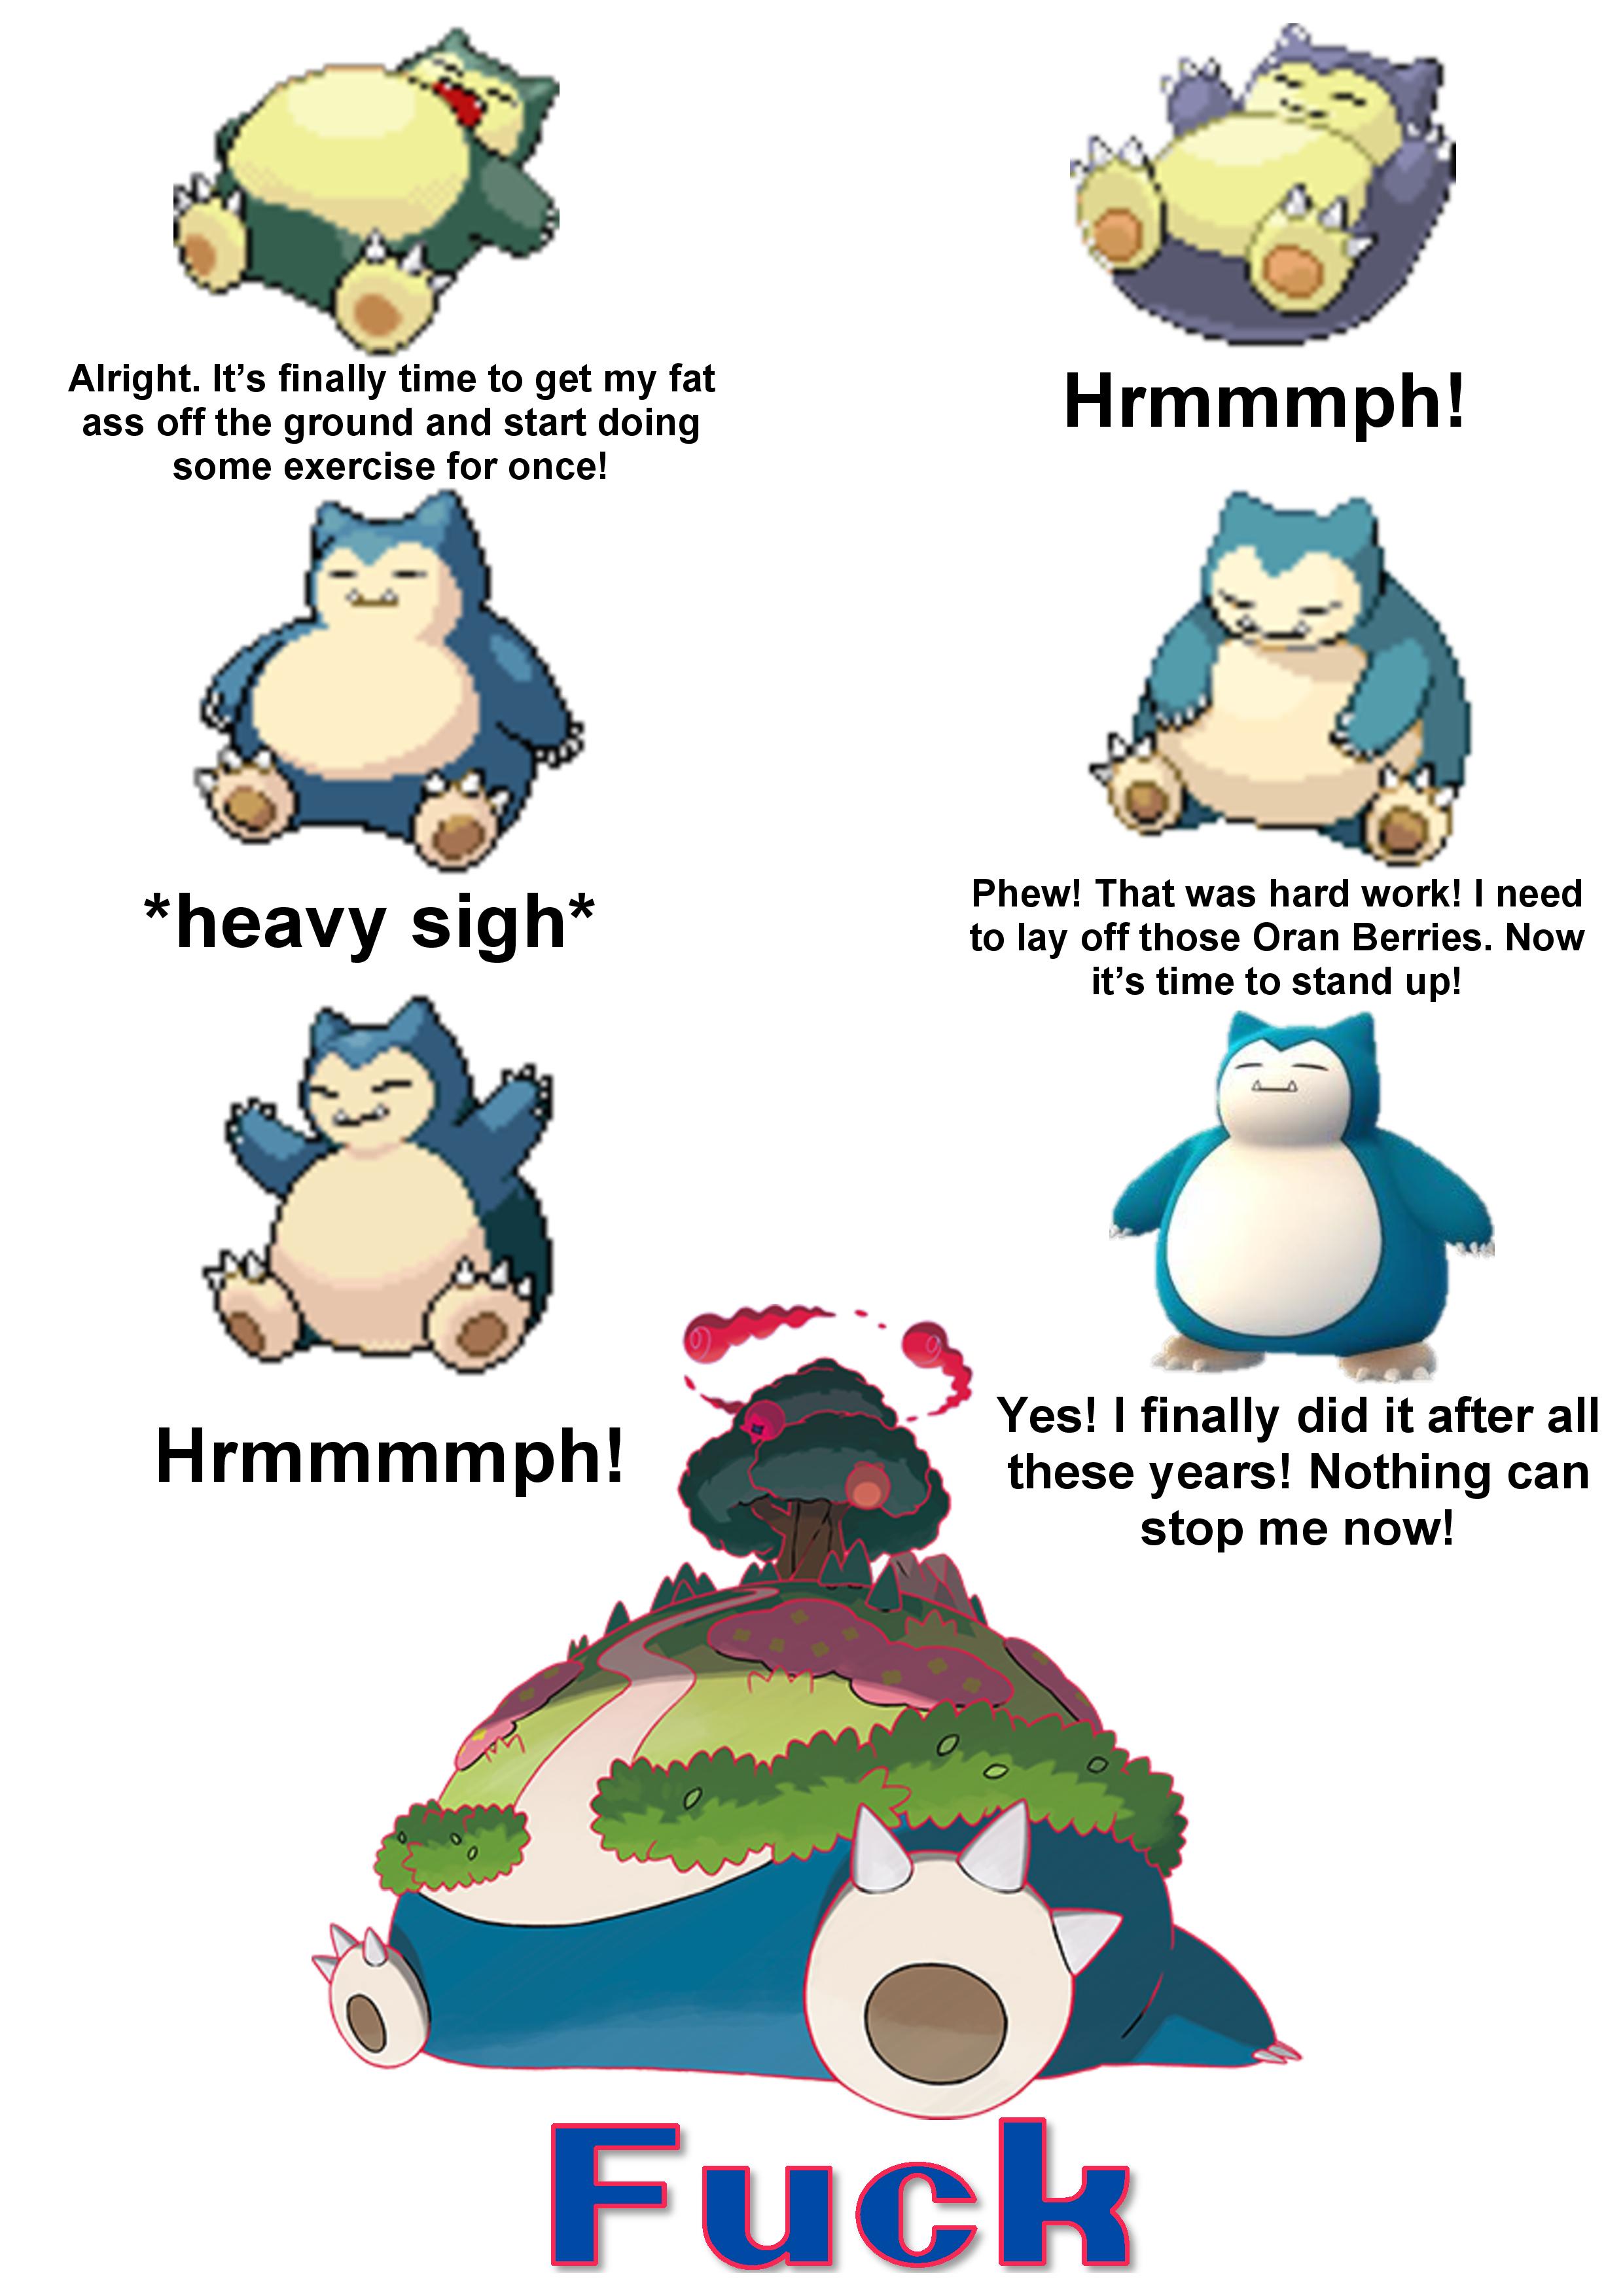 Alright. It’s finally time to get my fat
ass off the ground and start doing
some exercise for once!
Hrmmmph!
*heavy sigh*
Phew! That was hard work! I need
to lay off those Oran Berries. Now
it’s time to stand up!
Hrmmmmph!
Yes! I finally did it after all
these years! Nothing can
stop me now!
Fuck